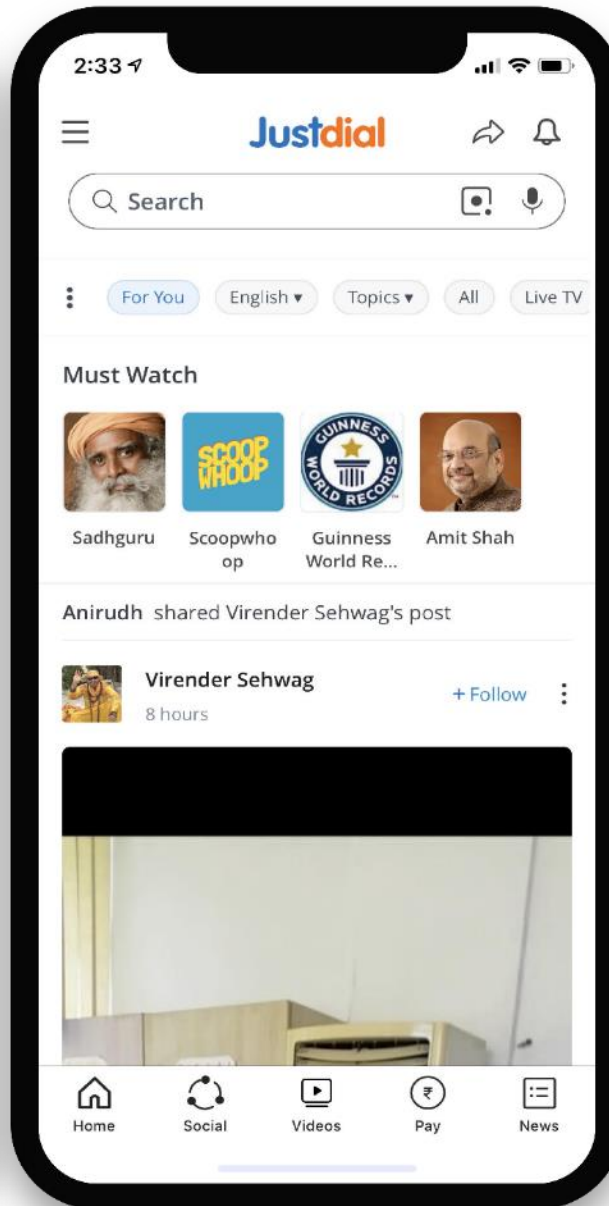 2:33
Justdial
Search
For You English ▾ Topics ▾ All Live TV
Must Watch
SCOOP
WHOOP
GUINNESS
WORLD RECORDS
TM
Sadhguru Scoopwho Guinness Amit Shah
op World Re...
Anirudh shared Virender Sehwag's post
Virender Sehwag
+ Follow
8 hours
₹
Home Social Videos Pay News